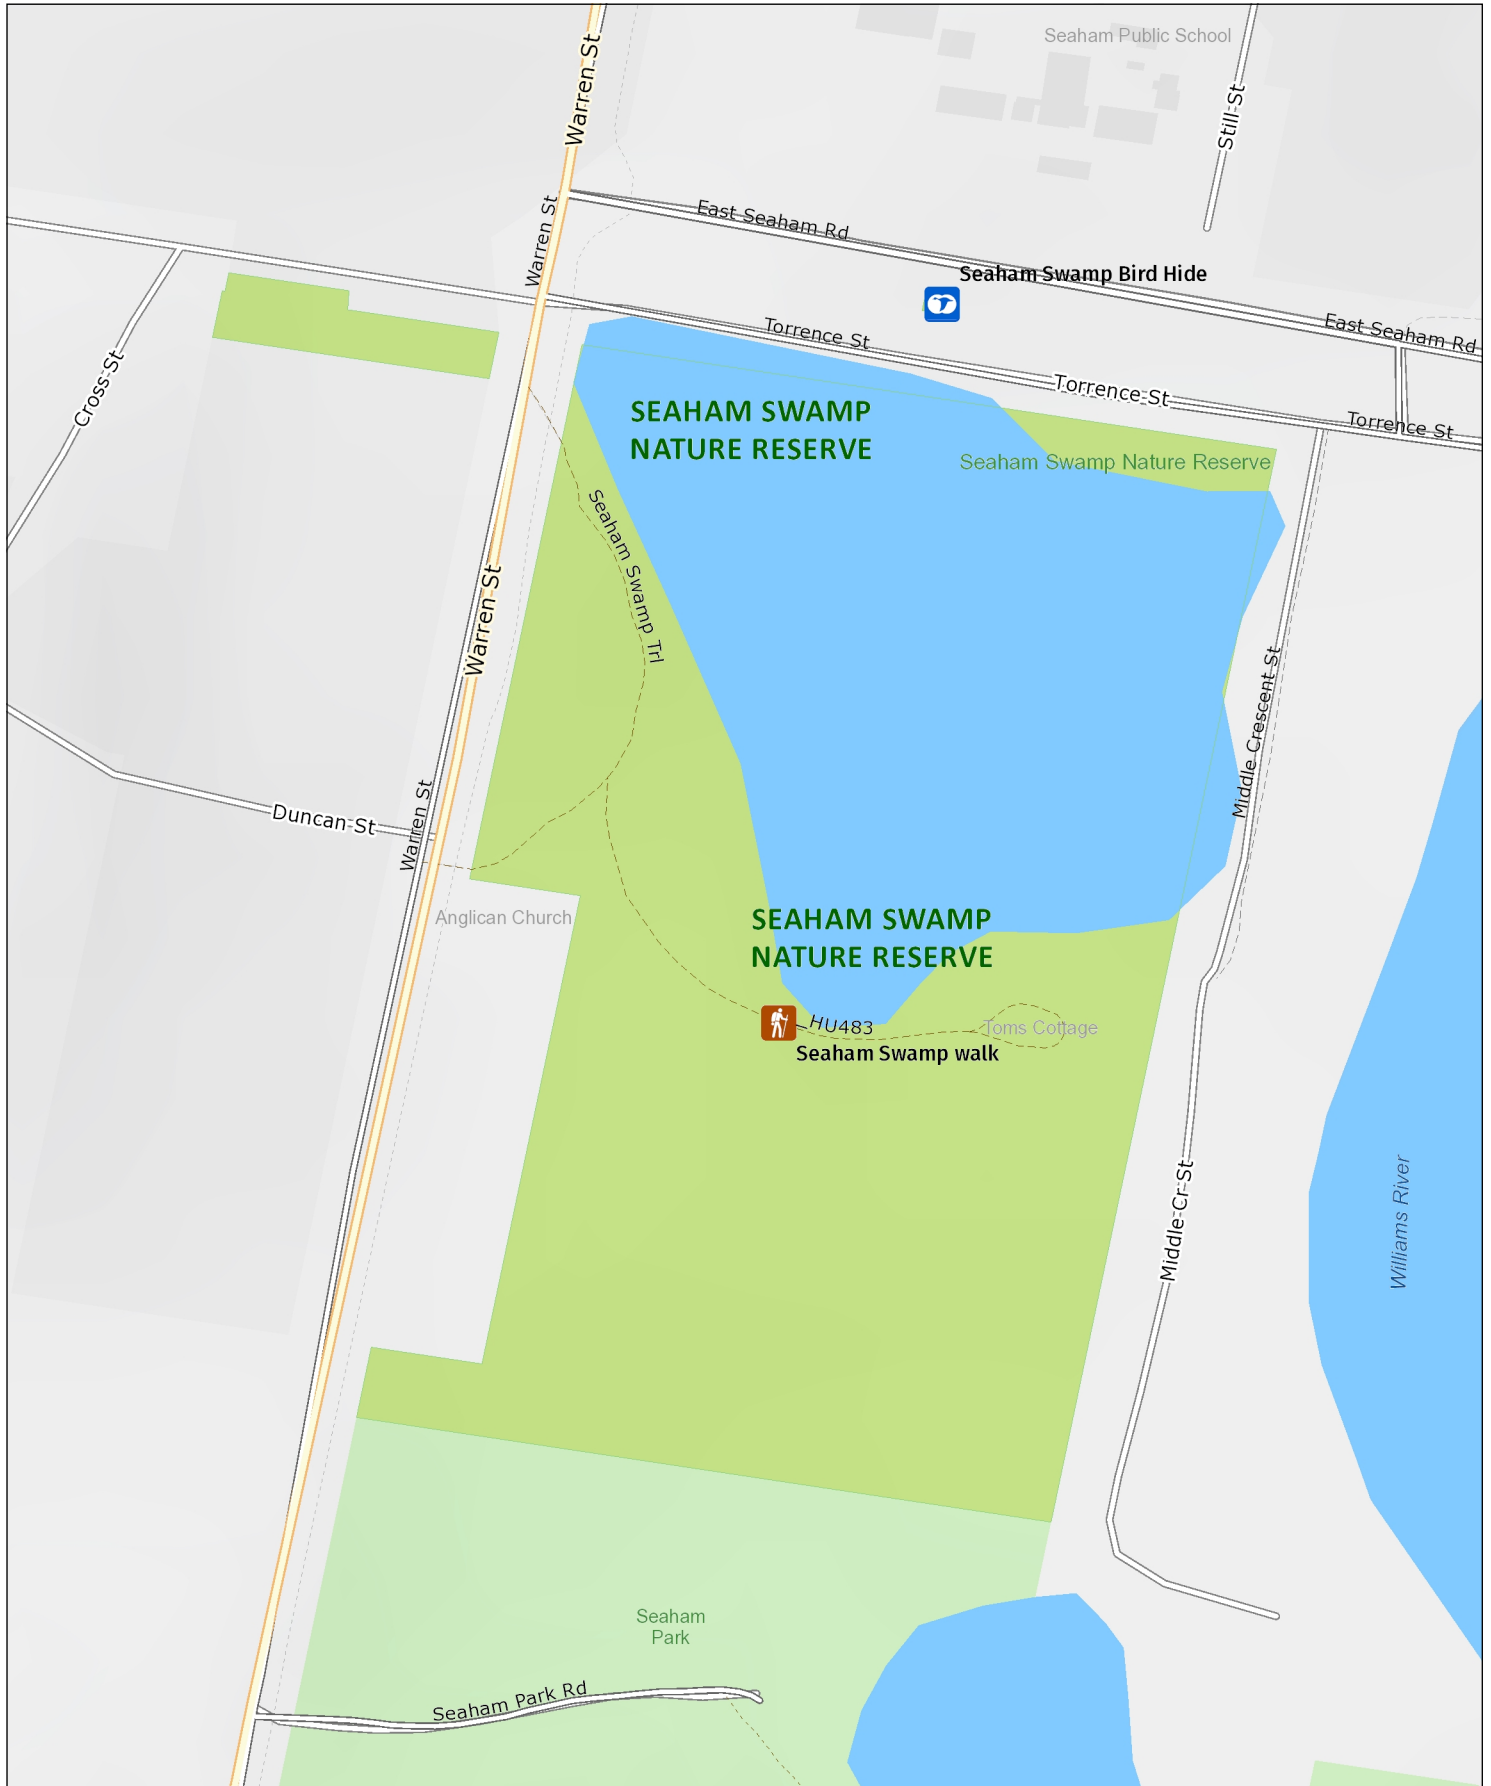 Seaham Public School
Warren St
Still St
Warren St
East Seaham Rd
Seaham Swamp Bird Hide
East Seaham Rd
Torrence St
Torrence St
Torrence St
Cross St
SEAHAM SWAMP
NATURE RESERVE
Seaham Swamp Nature Reserve
Seaham Swamp Trl
Warren St
Middle Crescent St
Duncan St
Warren St
Anglican Church
SEAHAM SWAMP
NATURE RESERVE
HU483
Toms Cottage
Seaham Swamp walk
Middle Cr St
Williams River
Seaham
Park
Seaham Park Rd